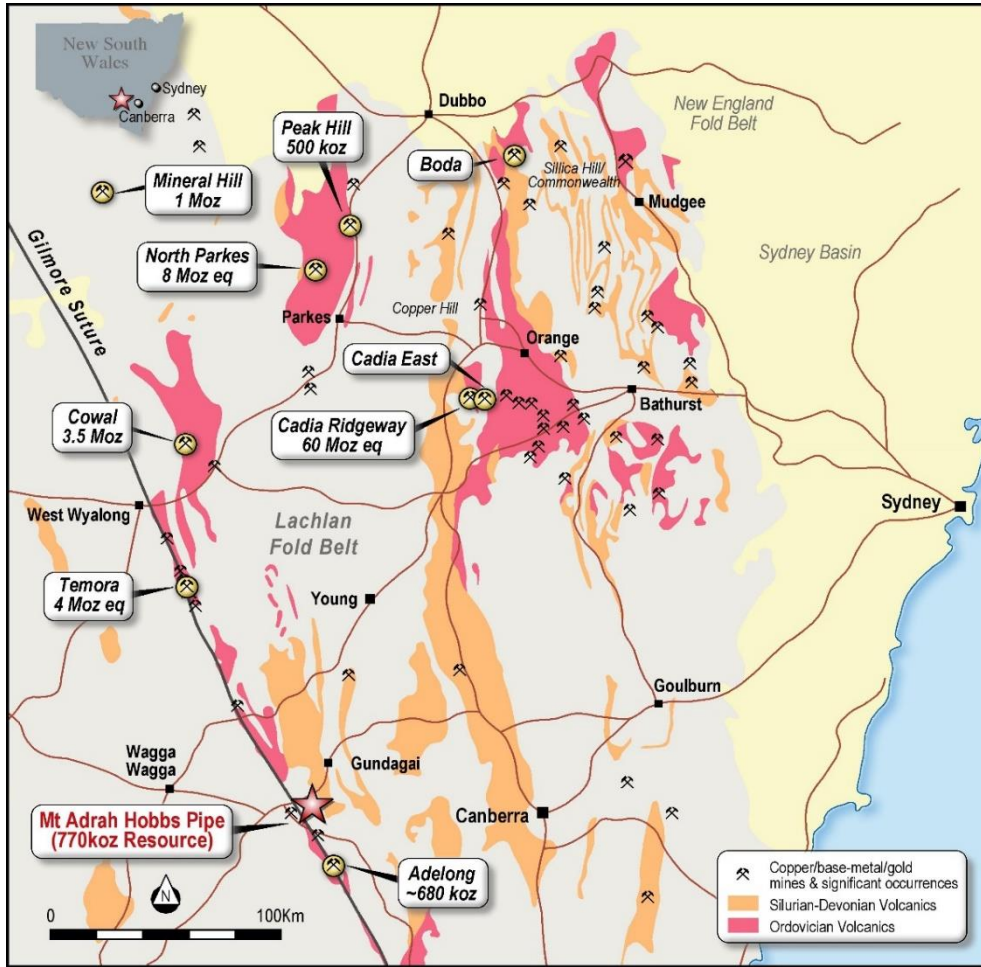 New South
Wales
Sydney
Canberra
Dubbo
New England
Fold Belt
Peak Hill
500 koz
Boda
Sillica Hill/
Commonwealth
Mineral Hill
1 Moz
Mudgee
Gilmore Suture
North Parkes
8 Moz eq
Sydney Basin
Copper Hill
Parkes
Orange
Cadia East
Cadia Ridgeway
60 Moz eq
Bathurst
Cowal
3.5 Moz
West Wyalong
Sydney
Lachlan
Fold Belt
Temora
4 Moz eq
Young
Goulburn
Wagga
Wagga
Gundagai
Mt Adrah Hobbs Pipe
(770koz Resource)
Canberra
Adelong
~680 koz
N
0
100Km
Copper/base-metal/gold
mines & significant occurrences
Silurian-Devonian Volcanics
Ordovician Volcanics